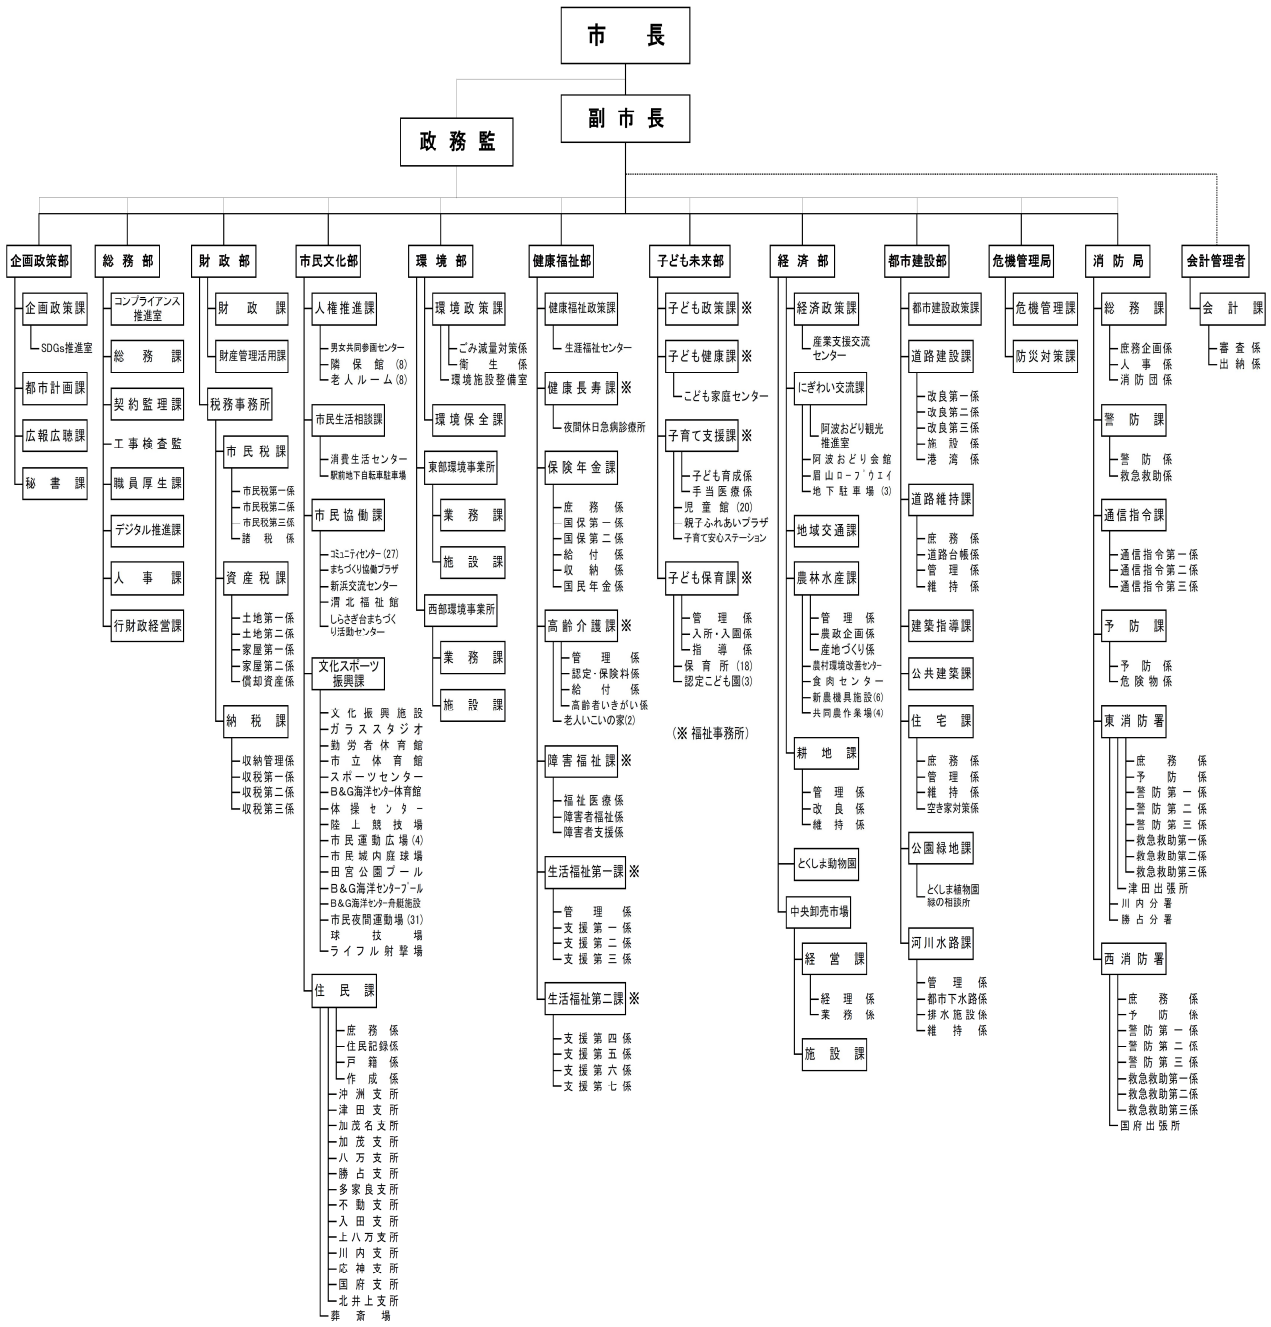 市長
副市長
政務監
企画政策部
企画政策課
SDGs推進室
都市計画課
広報広聴課
秘書課
総務部
コンプライアンス
推進室
総務課
契約監理課
工事検査監
職員厚生課
デジタル推進課
人事課
行財政経営課
財政部
財政課
財産管理活用課
税務事務所
市民税課
市民税第一係
市民税第二係
市民税第三係
諸税係
資産税課
土地第一係
土地第二係
家屋第一係
家屋第二係
償却資産係
納税課
収納管理係
収税第一係
収税第二係
収税第三係
市民文化部
人権推進課
男女共同参画センター
隣保館(8)
老人ルーム(8)
市民生活相談課
消費生活センター
駅前地下自転車駐車場
市民協働課
コミュニティセンター(27)
まちづくり協働プラザ
新浜交流センター
渭北福祉館
しらさぎ台まちづく
り活動センター
文化スポーツ
振興課
文化振興施設
ガラススタジオ
勤労者体育館
市立体育館
スポーツセンター
B&G海洋センター体育館
体操センター
陸上競技場
市民運動広場(4)
市民城内庭球場
田宮公園プール
B&G海洋センタープール
B&G海洋センター舟艇施設
市民夜間運動場(31)
球技場
ライフル射撃場
住民課
庶務係
住民記録係
戸籍係
作成係
沖洲支所
津田支所
加茂名支所
加茂支所
八万支所
勝占支所
多家良支所
不動支所
入田支所
上八万支所
川内支所
応神支所
国府支所
北井上支所
葬斎場
環境部
環境政策課
ごみ減量対策係
衛生係
環境施設整備室
環境保全課
東部環境事業所
業務課
施設課
西部環境事業所
業務課
施設課
健康福祉部
健康福祉政策課
生涯福祉センター
健康長寿課※
夜間休日急病診療所
保険年金課
庶務係
国保第一係
国保第二係
給付係
収納係
国民年金係
高齢介護課※
管理係
認定・保険料係
給付係
高齢者いきがい係
老人いこいの家(2)
障害福祉課※
福祉医療係
障害者福祉係
障害者支援係
生活福祉第一課※
管理係
支援第一係
支援第二係
支援第三係
生活福祉第二課※
支援第四係
支援第五係
支援第六係
支援第七係
子ども未来部
子ども政策課※
子ども健康課※
こども家庭センター
子育て支援課※
子ども育成係
手当医療係
児童館(20)
親子ふれあいプラザ
子育て安心ステーション
子ども保育課※
管理係
入所・入園係
指導係
保育所(18)
認定こども園(3)
(※福祉事務所)
経済部
経済政策課
産業支援交流
センター
にぎわい交流課
阿波おどり観光
推進室
阿波おどり会館
眉山ロープウエイ
地下駐車場(3)
地域交通課
農林水産課
管理係
農政企画係
産地づくり係
農村環境改善センター
食肉センター
新農機具施設(6)
共同農作業場(4)
耕地課
管理係
改良係
維持係
とくしま動物園
中央卸売市場
経営課
経理係
業務係
施設課
都市建設部
都市建設政策課
道路建設課
改良第一係
改良第二係
改良第三係
施設係
港湾係
道路維持課
庶務係
道路台帳係
管理係
維持係
建築指導課
公共建築課
住宅課
庶務係
管理係
維持係
空き家対策係
公園緑地課
とくしま植物園
緑の相談所
河川水路課
管理係
都市下水路係
排水施設係
維持係
危機管理局
危機管理課
防災対策課
消防局
総務課
庶務企画係
人事係
消防団係
警防課
警防係
救急救助係
通信指令課
通信指令第一係
通信指令第二係
通信指令第三係
予防課
予防係
危険物係
東消防署
庶務係
予防係
警防第一係
警防第二係
警防第三係
救急救助第一係
救急救助第二係
救急救助第三係
津田出張所
川内分署
勝占分署
西消防署
庶務係
予防係
警防第一係
警防第二係
警防第三係
救急救助第一係
救急救助第二係
救急救助第三係
国府出張所
会計管理者
会計課
審査係
出納係